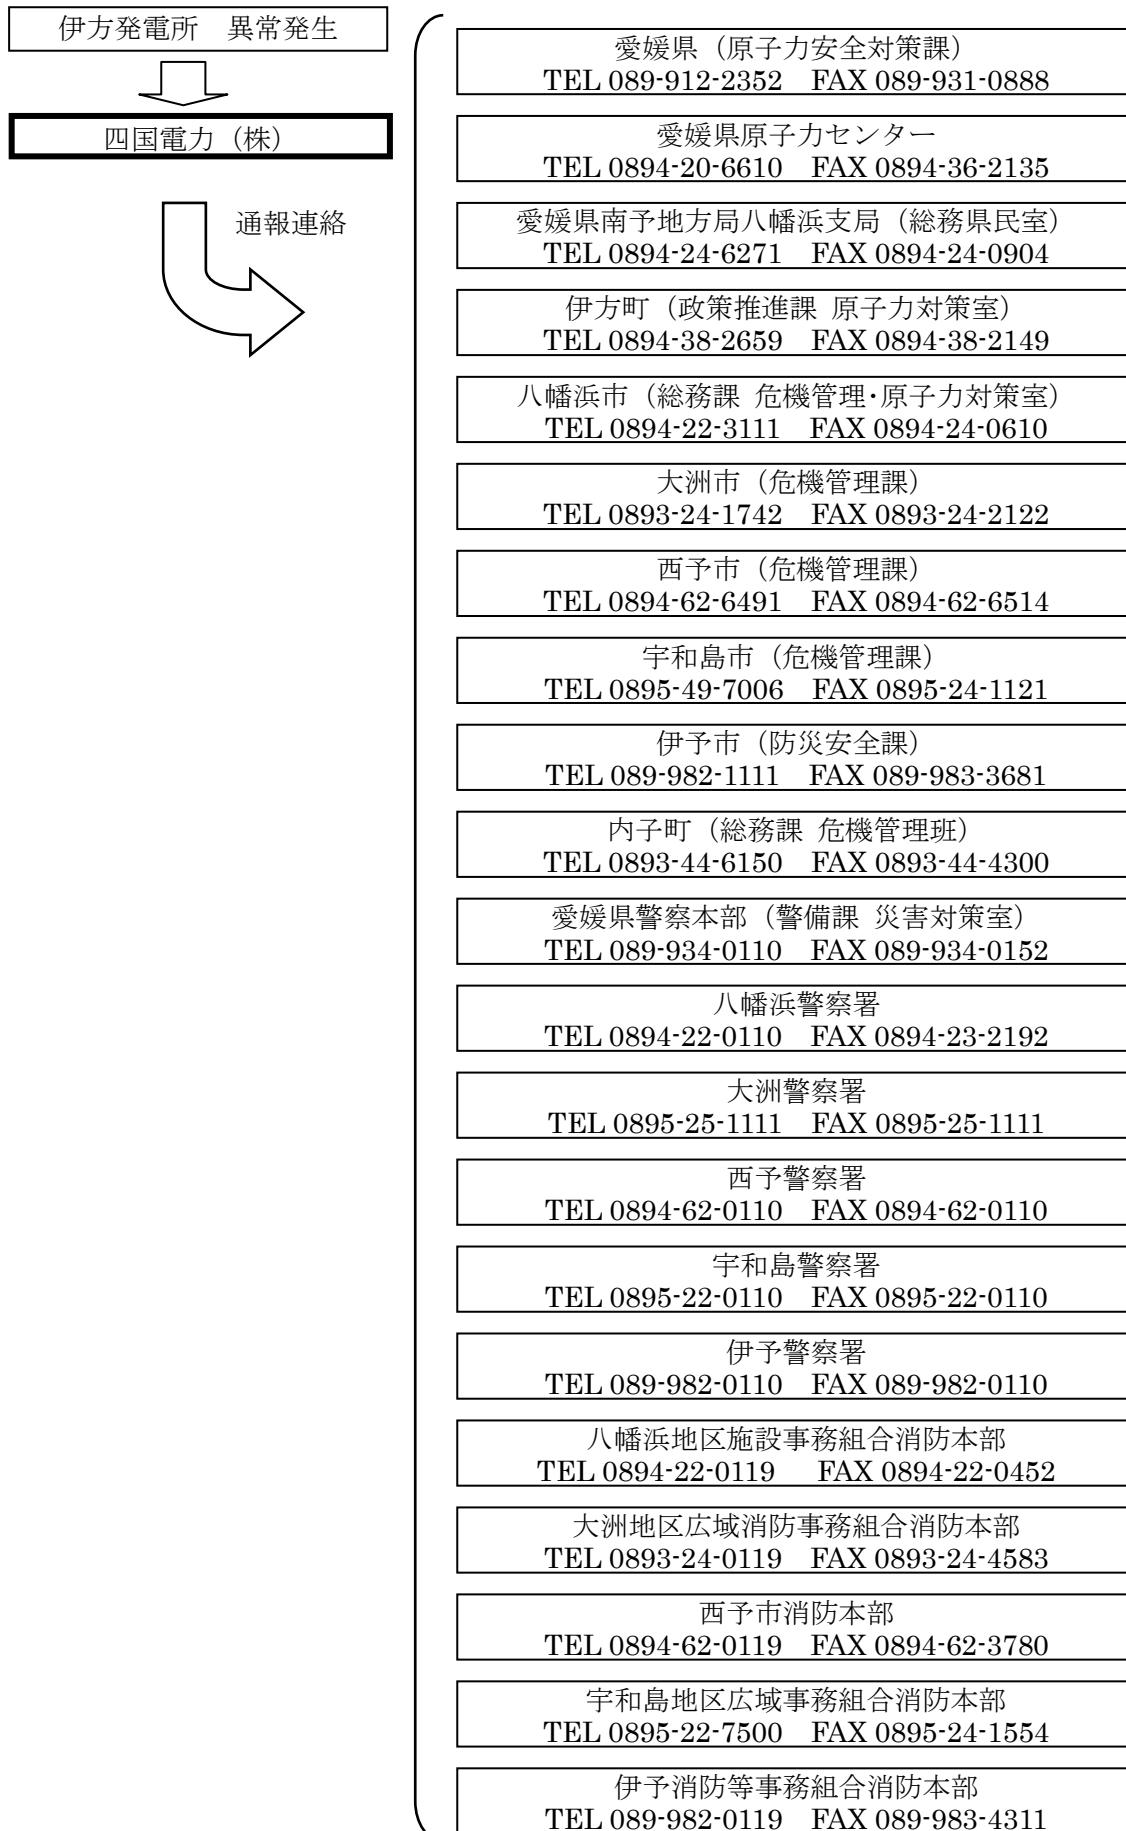 伊方発電所　異常発生
四国電力（株）
通報連絡
愛媛県（原子力安全対策課）
TEL 089-912-2352　FAX 089-931-0888
愛媛県原子力センター
TEL 0894-20-6610　FAX 0894-36-2135
愛媛県南予地方局八幡浜支局（総務県民室）
TEL 0894-24-6271　FAX 0894-24-0904
伊方町（政策推進課 原子力対策室）
TEL 0894-38-2659　FAX 0894-38-2149
八幡浜市（総務課 危機管理･原子力対策室）
TEL 0894-22-3111　FAX 0894-24-0610
大洲市（危機管理課）
TEL 0893-24-1742　FAX 0893-24-2122
西予市（危機管理課）
TEL 0894-62-6491　FAX 0894-62-6514
宇和島市（危機管理課）
TEL 0895-49-7006　FAX 0895-24-1121
伊予市（防災安全課）
TEL 089-982-1111　FAX 089-983-3681
内子町（総務課 危機管理班）
TEL 0893-44-6150　FAX 0893-44-4300
愛媛県警察本部（警備課 災害対策室）
TEL 089-934-0110　FAX 089-934-0152
八幡浜警察署
TEL 0894-22-0110　FAX 0894-23-2192
大洲警察署
TEL 0895-25-1111　FAX 0895-25-1111
西予警察署
TEL 0894-62-0110　FAX 0894-62-0110
宇和島警察署
TEL 0895-22-0110　FAX 0895-22-0110
伊予警察署
TEL 089-982-0110　FAX 089-982-0110
八幡浜地区施設事務組合消防本部
TEL 0894-22-0119　FAX 0894-22-0452
大洲地区広域消防事務組合消防本部
TEL 0893-24-0119　FAX 0893-24-4583
西予市消防本部
TEL 0894-62-0119　FAX 0894-62-3780
宇和島地区広域事務組合消防本部
TEL 0895-22-7500　FAX 0895-24-1554
伊予消防等事務組合消防本部
TEL 089-982-0119　FAX 089-983-4311